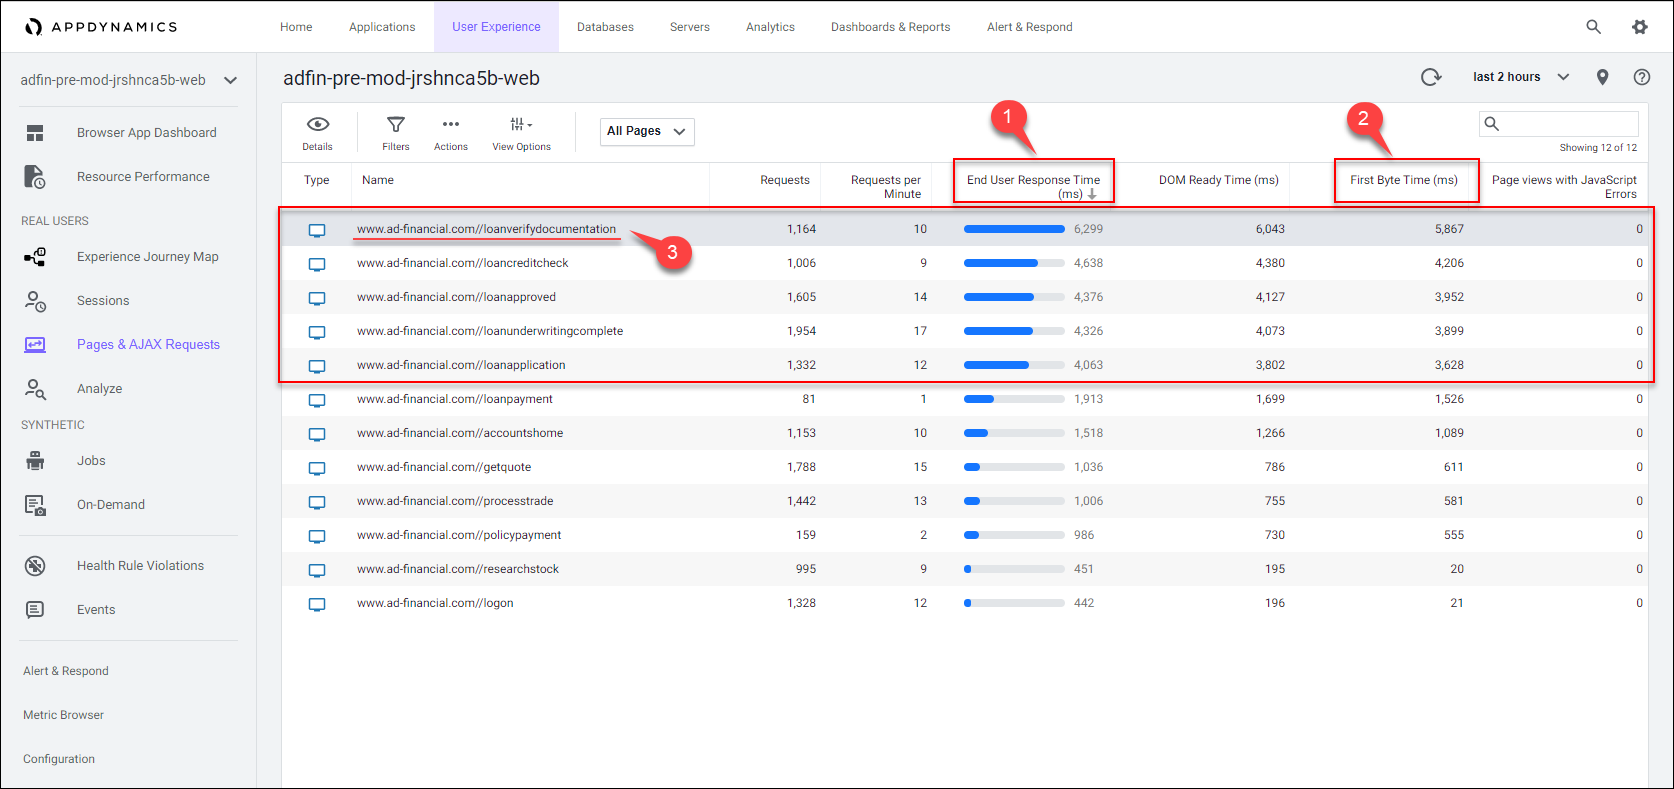 APPDYNAMICS
Home Applications User Experience Databases Servers Analytics Dashboards & Reports Alert & Respond
adfin-pre-mod-jrshnca5b-web
Browser App Dashboard
Resource Performance
REAL USERS
Experience Journey Map
Sessions
Pages & AJAX Requests
Analyze
SYNTHETIC
Jobs
On-Demand
Health Rule Violations
Events
Alert & Respond
Metric Browser
Configuration
adfin-pre-mod-jrshnca5b-web
last 2 hours
Details Filters Actions View Options
All Pages
Showing 12 of 12
1
2
Type Name Requests Requests per Minute End User Response Time (ms) DOM Ready Time (ms) First Byte Time (ms) Page views with JavaScript Errors
www.ad-financial.com//loanverifydocumentation 1,164 10 6,299 6,043 5,867 0
3
www.ad-financial.com//loancreditcheck 1,006 9 4,638 4,380 4,206 0
www.ad-financial.com//loanapproved 1,605 14 4,376 4,127 3,952 0
www.ad-financial.com//loanunderwritingcomplete 1,954 17 4,326 4,073 3,899 0
www.ad-financial.com//loanapplication 1,332 12 4,063 3,802 3,628 0
www.ad-financial.com//loanpayment 81 1 1,913 1,699 1,526 0
www.ad-financial.com//accountshome 1,153 10 1,518 1,266 1,089 0
www.ad-financial.com//getquote 1,788 15 1,036 786 611 0
www.ad-financial.com//processtrade 1,442 13 1,006 755 581 0
www.ad-financial.com//policypayment 159 2 986 730 555 0
www.ad-financial.com//researchstock 995 9 451 195 20 0
www.ad-financial.com//logon 1,328 12 442 196 21 0